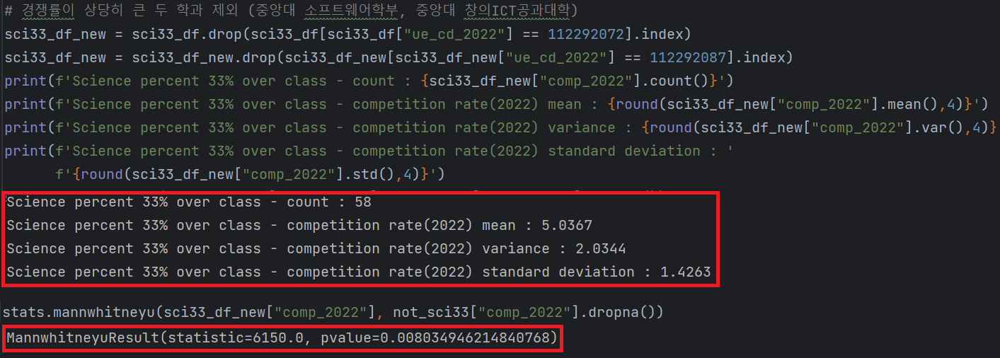 # 경쟁률이 상당히 큰 두 학과 제외 (중앙대 소프트웨어학부, 중앙대 창의ICT공과대학)
sci33_df_new = sci33_df.drop(sci33_df[sci33_df["ue_cd_2022"] == 112292072].index)
sci33_df_new = sci33_df_new.drop(sci33_df_new[sci33_df_new["ue_cd_2022"] == 112292087].index)
print(f'Science percent 33% over class - count : {sci33_df_new["comp_2022"].count()}')
print(f'Science percent 33% over class - competition rate(2022) mean : {round(sci33_df_new["comp_2022"].mean(),4)}')
print(f'Science percent 33% over class - competition rate(2022) variance : {round(sci33_df_new["comp_2022"].var(),4)}
print(f'Science percent 33% over class - competition rate(2022) standard deviation : '
f'{round(sci33_df_new["comp_2022"].std(),4)}')
Science percent 33% over class - count : 58
Science percent 33% over class - competition rate(2022) mean : 5.0367
Science percent 33% over class - competition rate(2022) variance : 2.0344
Science percent 33% over class - competition rate(2022) standard deviation : 1.4263
stats.mannwhitneyu(sci33_df_new["comp_2022"], not_sci33["comp_2022"].dropna())
MannwhitneyuResult(statistic=6150.0, pvalue=0.008034946214840768)